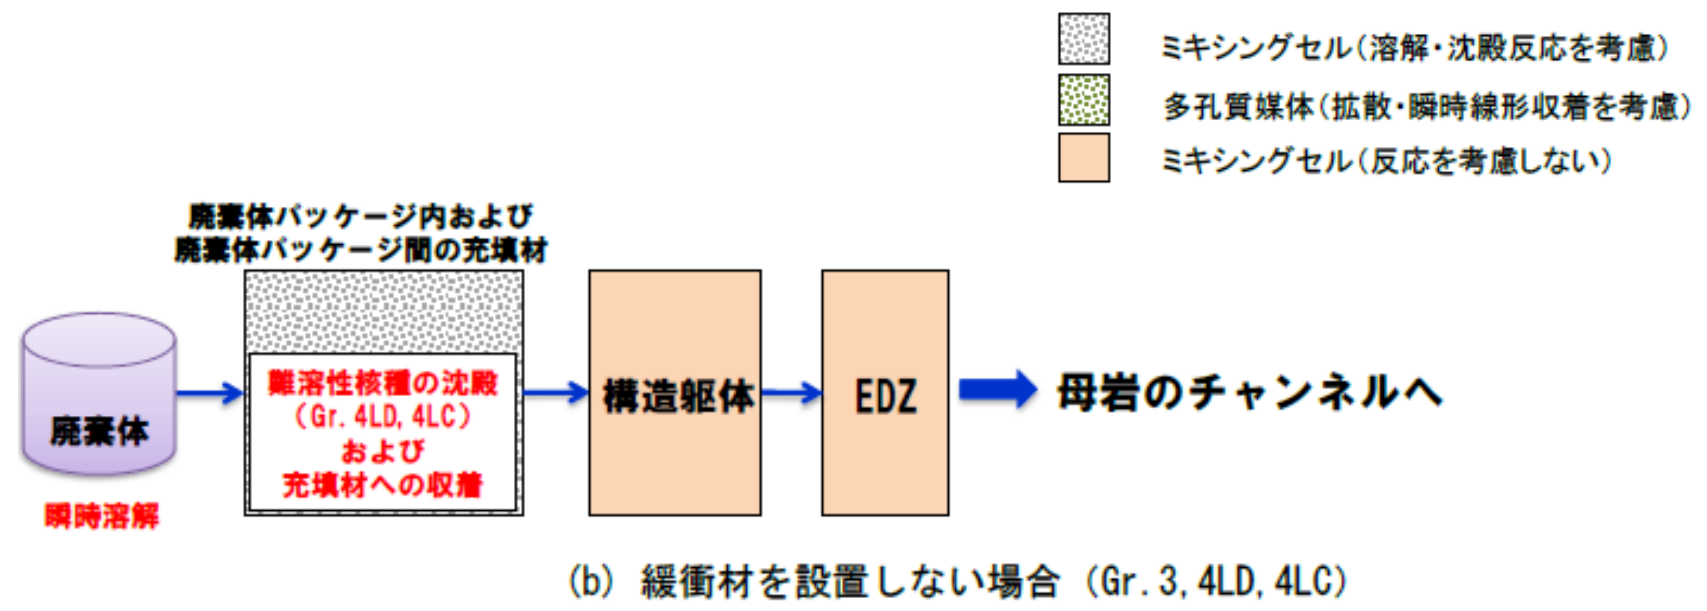 ミキシングセル(溶解・沈殿反応を考慮)
多孔質媒体(拡散・瞬時線形収着を考慮)
ミキシングセル(反応を考慮しない)
廃棄体パッケージ内および
廃棄体パッケージ間の充填材
廃棄体
瞬時溶解
難溶性核種の沈殿
(Gr.4LD,4LC)
および
充填材への収着
構造躯体
EDZ
母岩のチャンネルへ
(b) 緩衝材を設置しない場合 (Gr.3,4LD,4LC)